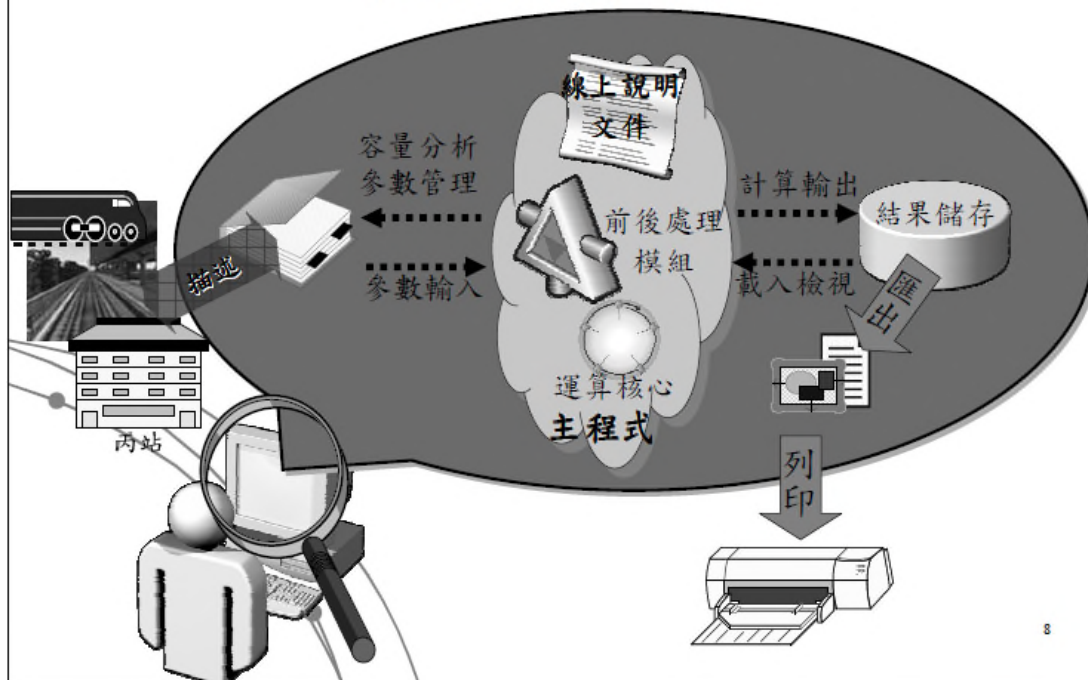 線上說明
文件
容量分析
參數管理
參數輸入
描述
丙站
前後處理
模組
運算核心
主程式
計算輸出
載入檢視
結果儲存
匯出
列印
8